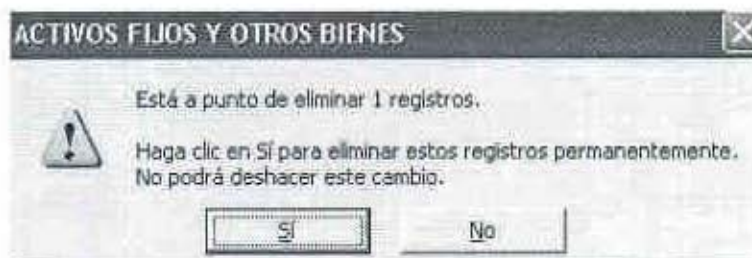 ACTIVOS FIJOS Y OTROS BIENES
Está a punto de eliminar 1 registros.
Haga clic en Sí para eliminar estos registros permanentemente.
No podrá deshacer este cambio.
Sí No